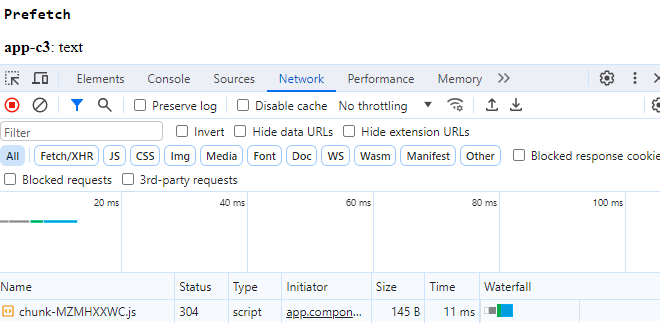 Prefetch
app-c3: text
Elements Console Sources Network Performance Memory
Preserve log Disable cache No throttling
Filter Invert Hide data URLs Hide extension URLs
All Fetch/XHR JS CSS Img Media Font Doc WS Wasm Manifest Other Blocked response cookie
Blocked requests 3rd-party requests
20 ms 40 ms 60 ms 80 ms 100 ms
Name Status Type Initiator Size Time Waterfall
chunk-MZMHXXWC.js 304 script app.compon... 145 B 11 ms